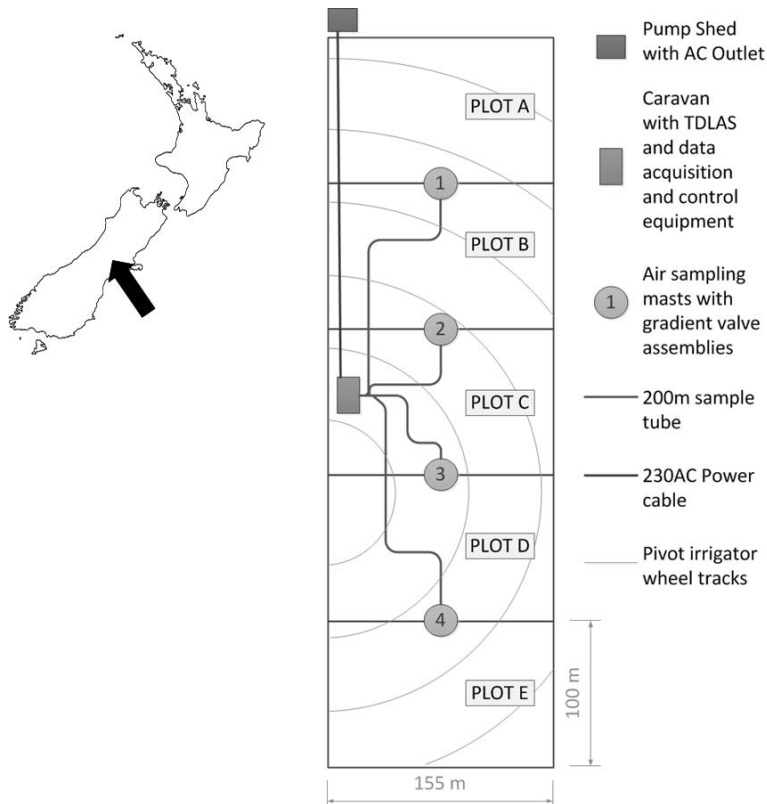 PLOT A
1
PLOT B
2
PLOT C
3
PLOT D
4
PLOT E
100 m
155 m
Pump Shed
with AC Outlet
Caravan
with TDLAS
and data
acquisition
and control
equipment
1
Air sampling
masts with
gradient valve
assemblies
200m sample
tube
230AC Power
cable
Pivot irrigator
wheel tracks